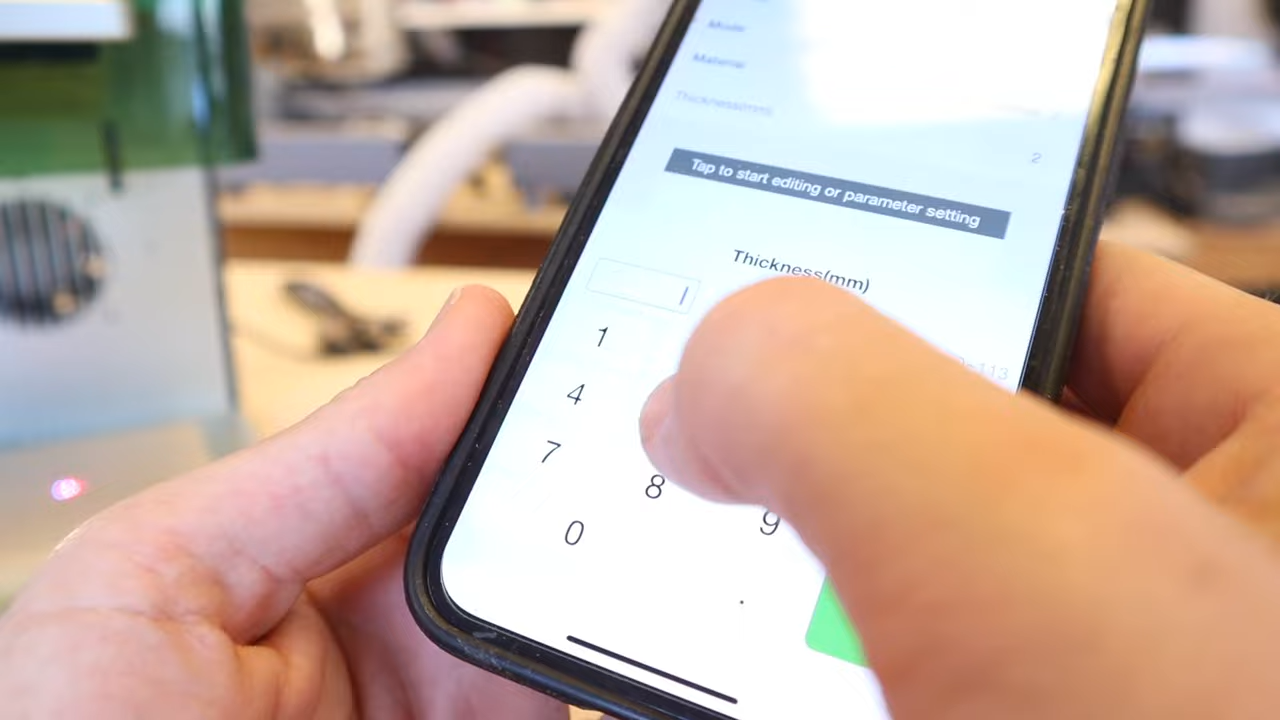 Mode
Material
Thickness(mm)
2
Tap to start editing or parameter setting
Thickness(mm)
1
4
7
8
9
0
.